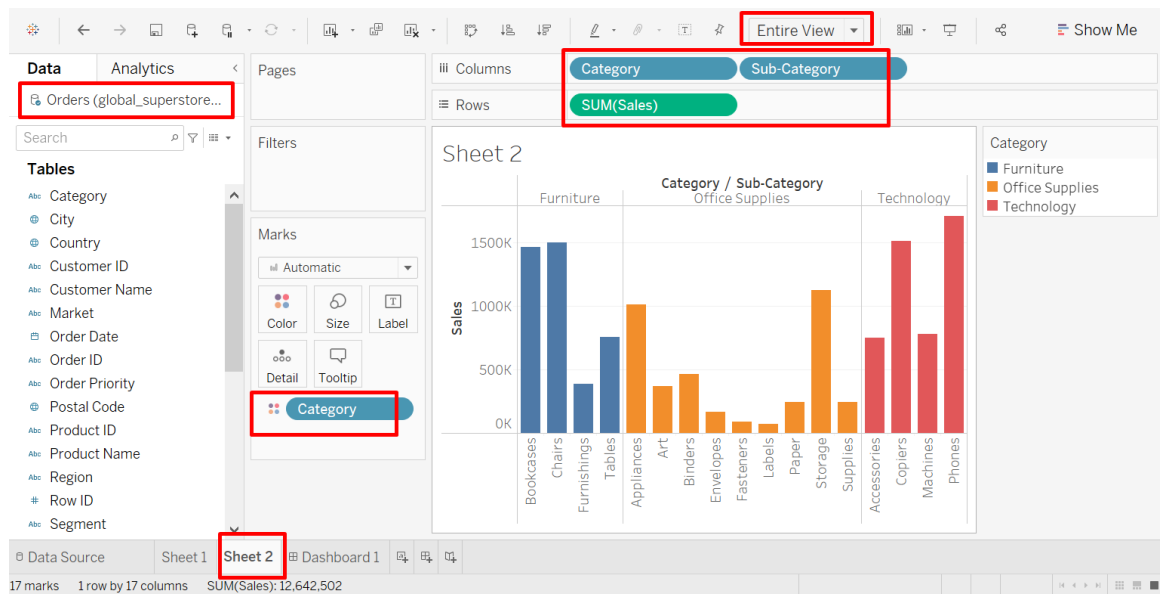 Entire View
Show Me
Data
Analytics
Orders (global_superstore...
Search
Tables
Abc Category
City
Country
Abc Customer ID
Abc Customer Name
Abc Market
Order Date
Abc Order ID
Abc Order Priority
Postal Code
Abc Product ID
Abc Product Name
Abc Region
# Row ID
Abc Segment
Pages
Filters
Marks
Automatic
Color
Size
T
Label
Detail
Tooltip
Category
Columns
Category
Sub-Category
Rows
SUM(Sales)
Sheet 2
Category / Sub-Category
Furniture
Office Supplies
Technology
Sales
1500K
1000K
500K
0K
Bookcases
Chairs
Furnishings
Tables
Appliances
Art
Binders
Envelopes
Fasteners
Labels
Paper
Storage
Supplies
Accessories
Copiers
Machines
Phones
Category
Furniture
Office Supplies
Technology
Data Source
Sheet 1
Sheet 2
Dashboard 1
17 marks
1 row by 17 columns
SUM(Sales): 12,642,502